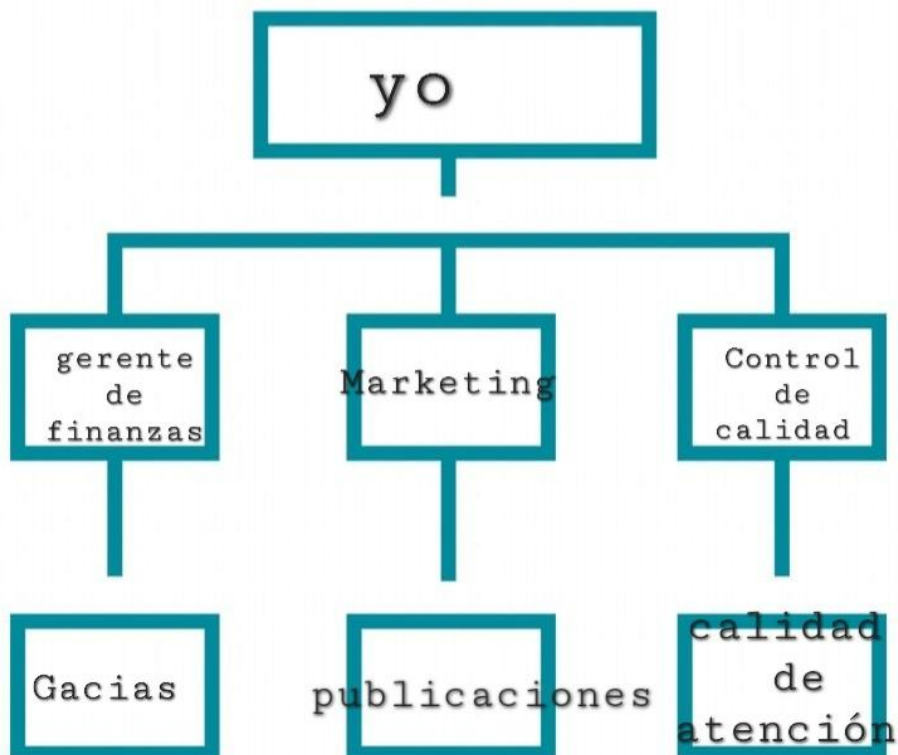 yo
gerente
de
finanzas
Marketing
Control
de
calidad
Gacias
publicaciones
calidad
de
atención